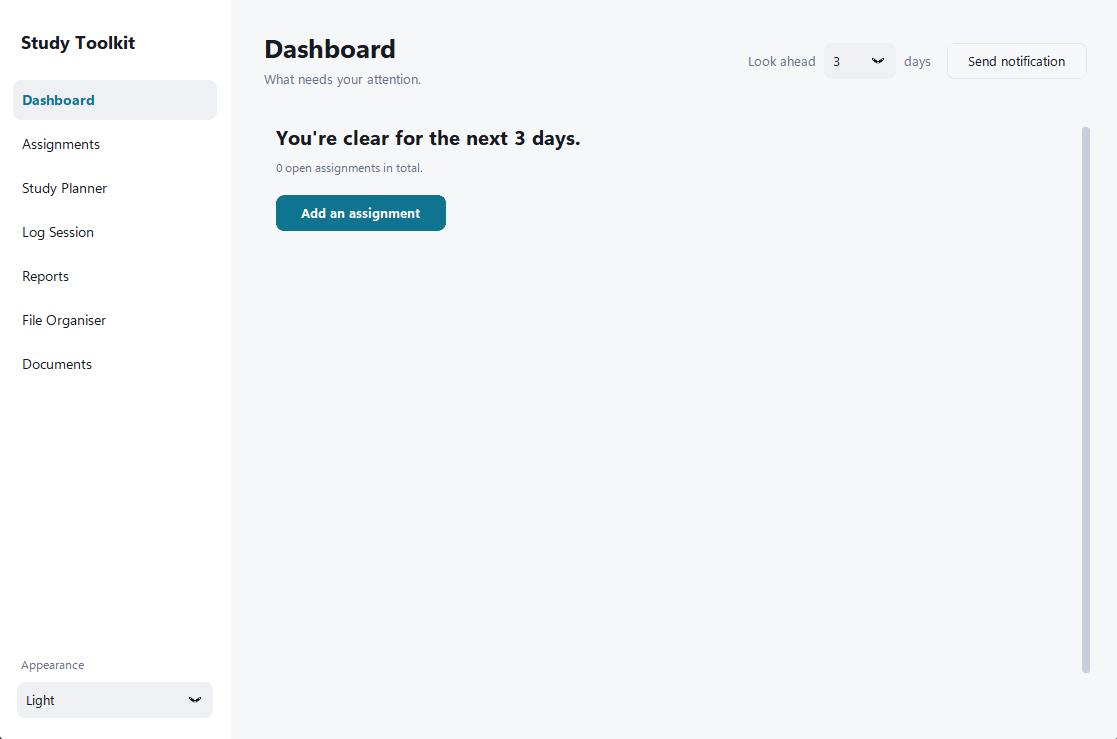 Study Toolkit
Dashboard
Assignments
Study Planner
Log Session
Reports
File Organiser
Documents
Appearance
Light
Dashboard
What needs your attention.
Look ahead 3 days Send notification
You're clear for the next 3 days.
0 open assignments in total.
Add an assignment